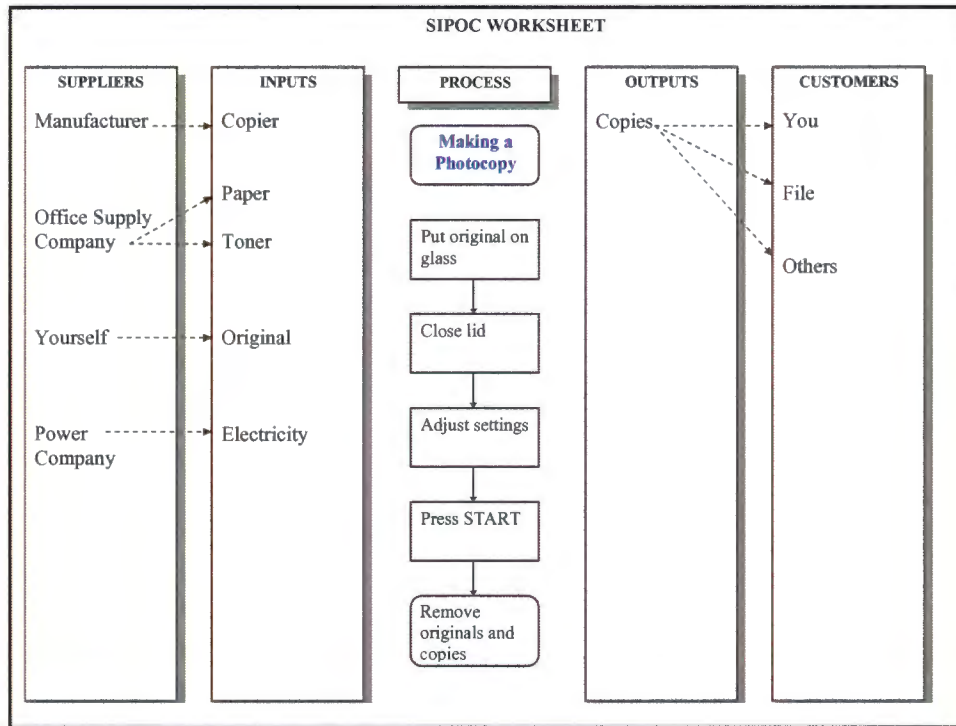 SIPOC WORKSHEET
SUPPLIERS
Manufacturer
Office Supply
Company
Yourself
Power
Company
INPUTS
Copier
Paper
Toner
Original
Electricity
PROCESS
Making a
Photocopy
Put original on
glass
Close lid
Adjust settings
Press START
Remove
originals and
copies
OUTPUTS
Copies
CUSTOMERS
You
File
Others